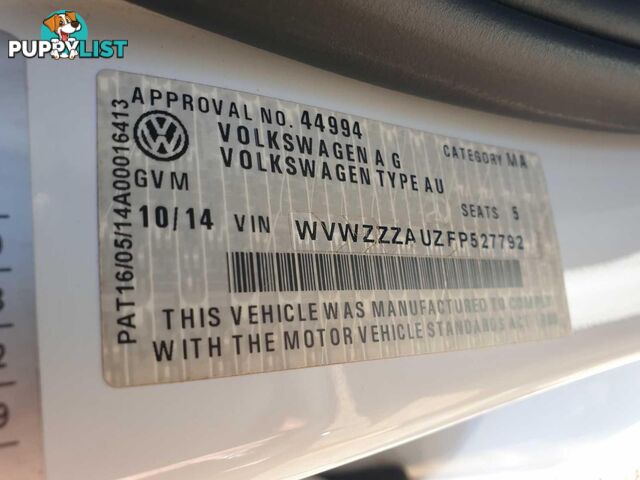 PUPPYLIST
PAT16/05/14A00016413
APPROVAL NO. 44994
VOLKSWAGEN A G CATEGORY MA
VOLKSWAGEN TYPE AU
GVM SEATS 5
10/14 VIN WVWZZZAUZFP527792
THIS VEHICLE WAS MANUFACTURED TO COMPLY
WITH THE MOTOR VEHICLE STANDARDS ACT